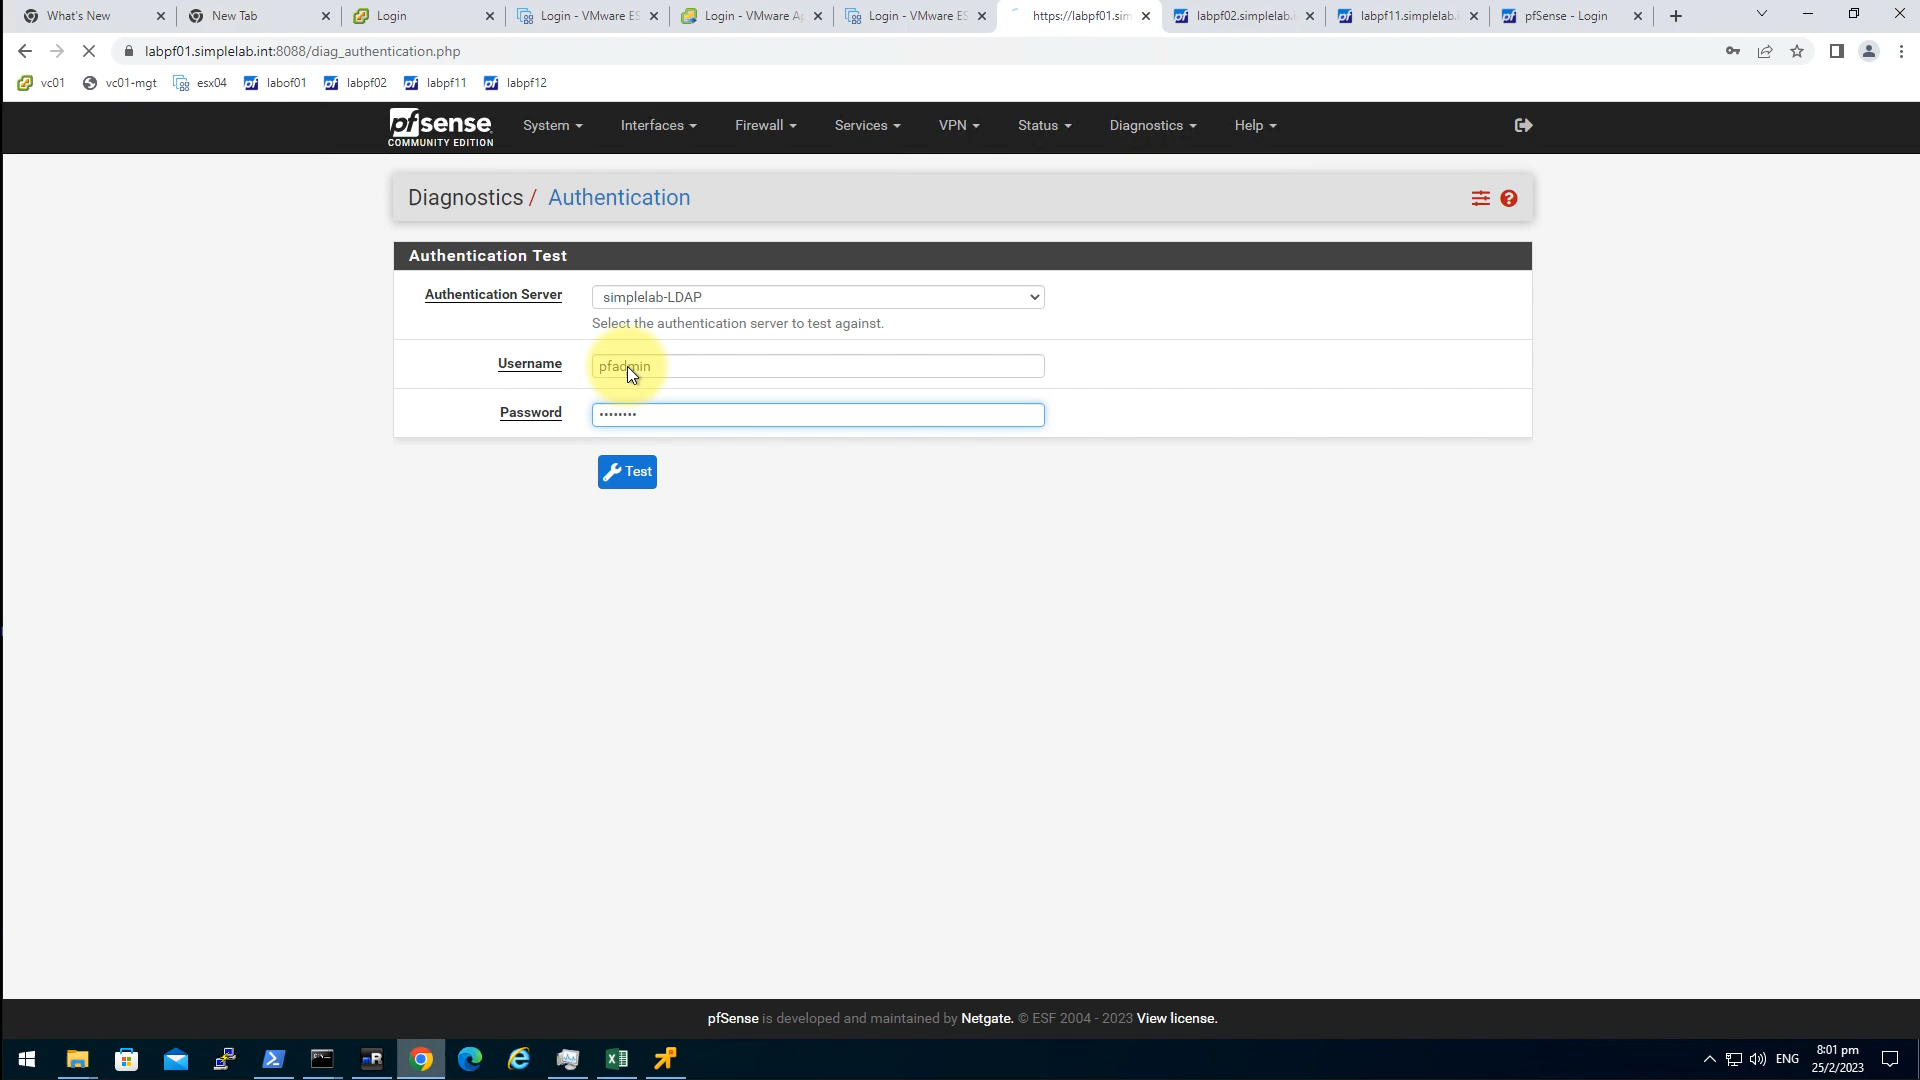 What's New
New Tab
Login
Login - VMware ES
Login - VMware A
Login - VMware ES
https://labpf01.sim
labpf02.simplelab.
labpf11.simplelab.
pfSense - Login
labpf01.simplelab.int:8088/diag_authentication.php
vc01
vc01-mgt
esx04
labof01
labpf02
labpf11
labpf12
pfsense
COMMUNITY EDITION
System
Interfaces
Firewall
Services
VPN
Status
Diagnostics
Help
Diagnostics / Authentication
Authentication Test
Authentication Server
simplelab-LDAP
Select the authentication server to test against.
Username
pfadmin
Password
••••••••
Test
pfSense is developed and maintained by Netgate. © ESF 2004 - 2023 View license.
ENG
8:01 pm
25/2/2023